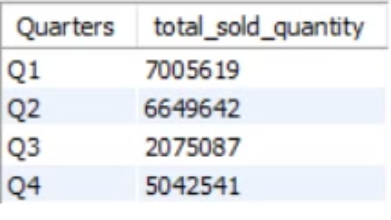 Quarters total_sold_quantity
Q1 7005619
Q2 6649642
Q3 2075087
Q4 5042541